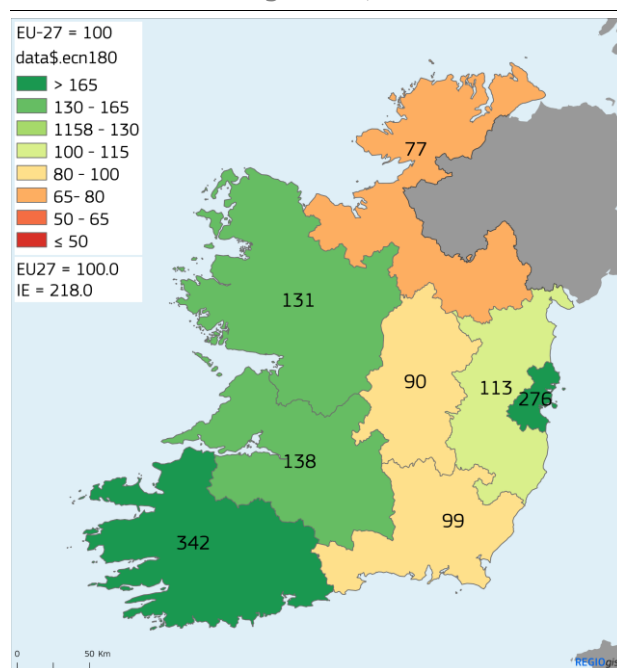 EU-27 = 100
data$.ecn180
> 165
130 - 165
1158 - 130
100 - 115
80 - 100
65- 80
50 - 65
≤ 50
EU27 = 100.0
IE = 218.0
77
131
90
113
276
138
99
342
0 50 Km
REGIOgis